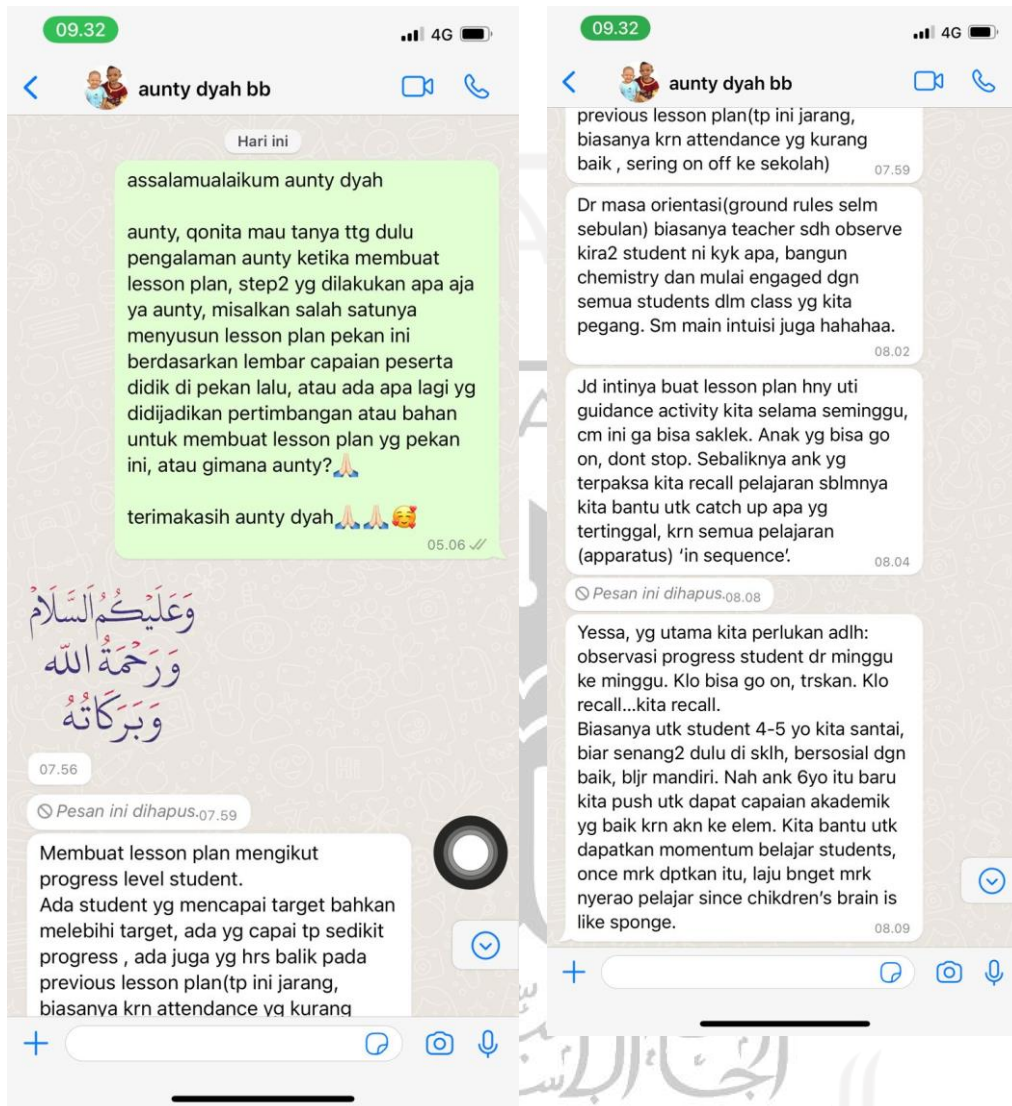 09.32
4G
aunty dyah bb
Hari ini
assalamualaikum aunty dyah
aunty, qonita mau tanya ttg dulu
pengalaman aunty ketika membuat
lesson plan, step2 yg dilakukan apa aja
ya aunty, misalkan salah satunya
menyusun lesson plan pekan ini
berdasarkan lembar capaian peserta
didik di pekan lalu, atau ada apa lagi yg
didijadikan pertimbangan atau bahan
untuk membuat lesson plan yg pekan
ini, atau gimana aunty?🙏🏻
terimakasih aunty dyah🙏🏻🙏🏻🥰
05.06
وَعَلَيْكُمُ السَّلَامُ
وَرَحْمَةُ اللّٰهِ
وَبَرَكَاتُهُ
07.56
Pesan ini dihapus. 07.59
Membuat lesson plan mengikut
progress level student.
Ada student yg mencapai target bahkan
melebihi target, ada yg capai tp sedikit
progress , ada juga yg hrs balik pada
previous lesson plan(tp ini jarang,
biasanya krn attendance yg kurang
09.32
4G
aunty dyah bb
previous lesson plan(tp ini jarang,
biasanya krn attendance yg kurang
baik , sering on off ke sekolah)
07.59
Dr masa orientasi(ground rules selm
sebulan) biasanya teacher sdh observe
kira2 student ni kyk apa, bangun
chemistry dan mulai engaged dgn
semua students dlm class yg kita
pegang. Sm main intuisi juga hahahaa.
08.02
Jd intinya buat lesson plan hny uti
guidance activity kita selama seminggu,
cm ini ga bisa saklek. Anak yg bisa go
on, dont stop. Sebaliknya ank yg
terpaksa kita recall pelajaran sblmnya
kita bantu utk catch up apa yg
tertinggal, krn semua pelajaran
(apparatus) ‘in sequence’.
08.04
Pesan ini dihapus. 08.08
Yessa, yg utama kita perlukan adlh:
observasi progress student dr minggu
ke minggu. Klo bisa go on, trskan. Klo
recall...kita recall.
Biasanya utk student 4-5 yo kita santai,
biar senang2 dulu di sklh, bersosial dgn
baik, bljr mandiri. Nah ank 6yo itu baru
kita push utk dapat capaian akademik
yg baik krn akn ke elem. Kita bantu utk
dapatkan momentum belajar students,
once mrk dptkan itu, laju bnget mrk
nyerao pelajar since chikdren’s brain is
like sponge.
08.09